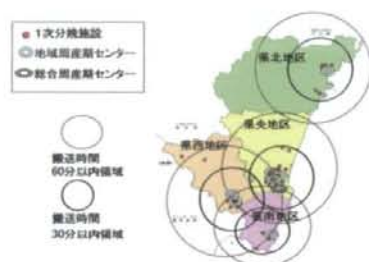 1次分娩施設
地域周産期センター
総合周産期センター
搬送時間
60分以内領域
搬送時間
30分以内領域
県北地区
県央地区
県西地区
県南地区